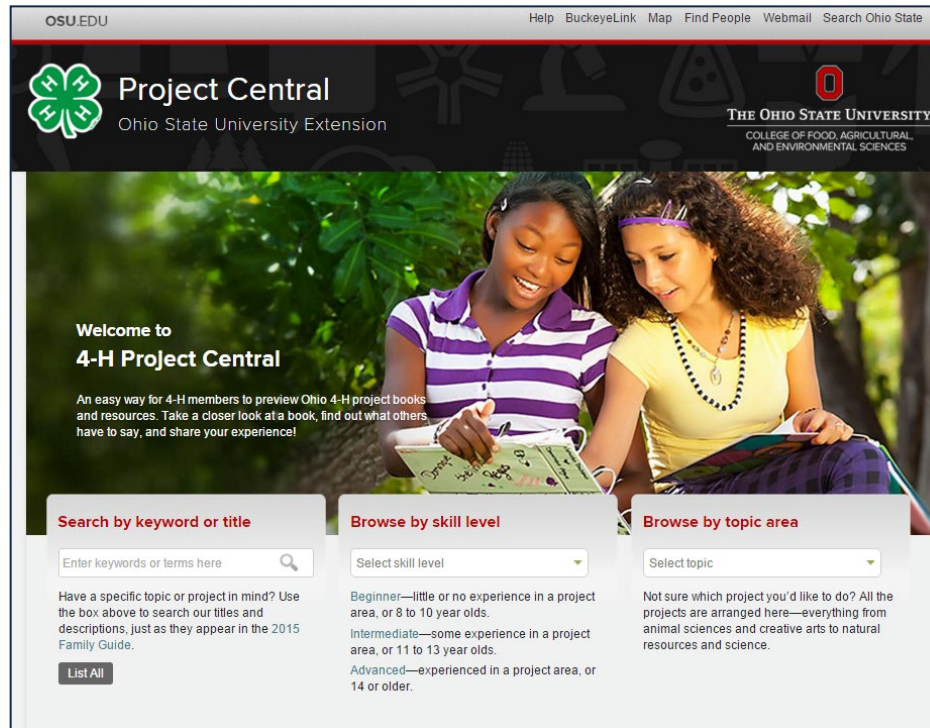 OSU.EDU
Help BuckeyeLink Map Find People Webmail Search Ohio State
H H H H
Project Central
Ohio State University Extension
O
THE OHIO STATE UNIVERSITY
COLLEGE OF FOOD, AGRICULTURAL,
AND ENVIRONMENTAL SCIENCES
Welcome to
4-H Project Central
An easy way for 4-H members to preview Ohio 4-H project books
and resources. Take a closer look at a book, find out what others
have to say, and share your experience!
Search by keyword or title
Enter keywords or terms here
Have a specific topic or project in mind? Use
the box above to search our titles and
descriptions, just as they appear in the 2015
Family Guide.
List All
Browse by skill level
Select skill level
Beginner—little or no experience in a project
area, or 8 to 10 year olds.
Intermediate—some experience in a project
area, or 11 to 13 year olds.
Advanced—experienced in a project area, or
14 or older.
Browse by topic area
Select topic
Not sure which project you'd like to do? All the
projects are arranged here—everything from
animal sciences and creative arts to natural
resources and science.